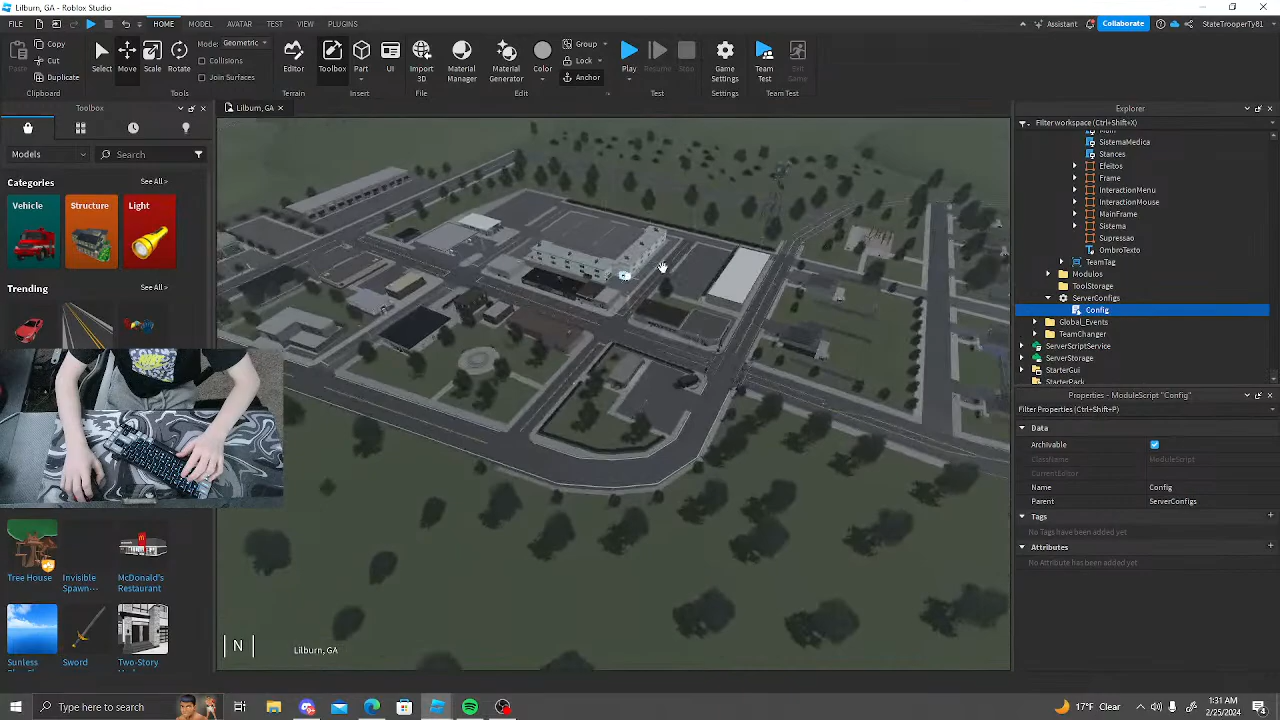 Lilburn, GA - Roblox Studio
FILE HOME MODEL AVATAR TEST VIEW PLUGINS Assistant Collaborate StateTrooperTy81
Paste Copy Cut Duplicate Clipboard
Select Move Scale Rotate Mode: Geometric Collisions Join Surfaces Tools
Editor Terrain
Toolbox Part UI Insert
Import 3D File
Material Manager Material Generator Color Group Lock Anchor Edit
Play Resume Stop Test
Game Settings Settings
Team Test Exit Game Team Test
Toolbox
Lilburn, GA
Models Search
Categories See All>
Vehicle Structure Light
Trending See All>
Tree House Invisible Spawn… McDonald's Restaurant
Sunless Sword Two-Story
N Lilburn, GA
Explorer
Filter workspace (Ctrl+Shift+X)
SistemaMedica
Stances
Efeitos
Frame
InteractionMenu
InteractionMouse
MainFrame
Sistema
Supressao
OmbroTexto
TeamTag
Modulos
ToolStorage
ServerConfigs
Config
Global_Events
TeamChanger
ServerScriptService
ServerStorage
StarterGui
StarterPack
Properties - ModuleScript "Config"
Filter Properties (Ctrl+Shift+P)
Data
Archivable
ClassName ModuleScript
CurrentEditor
Name Config
Parent ServerConfigs
Tags
No Tags have been added yet
Attributes
No Attribute has been added yet
Type here to search
17°F Clear
1:31 AM
2/25/2024